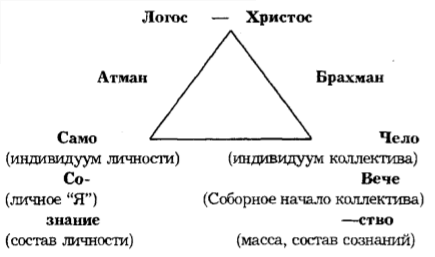 Логос — Христос
Атман Брахман
Само Чело
(индивидуум личности) (индивидуум коллектива)
Со- Вече
(личное “Я”) (Соборное начало коллектива)
знание —ство
(состав личности) (масса, состав сознаний)